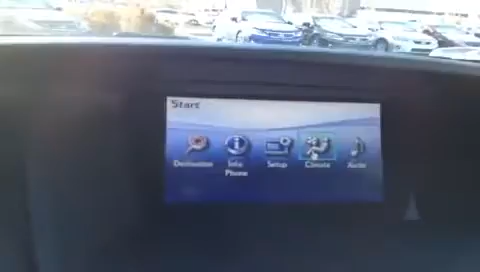 Start
Destination
Info
Phone
Setup
Climate
Audio